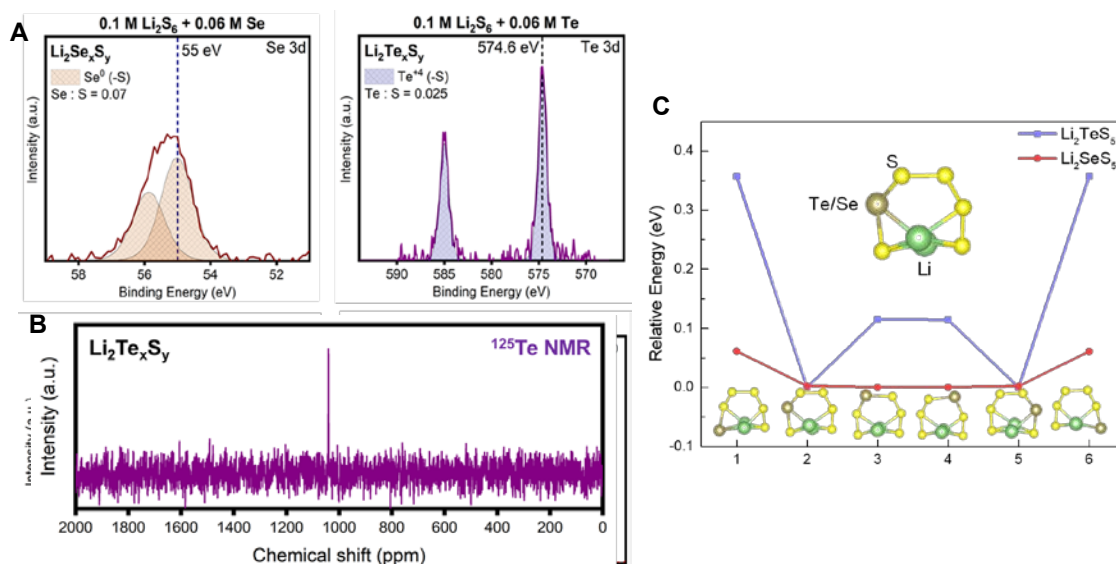 A
0.1 M Li₂S₆ + 0.06 M Se
Li₂SeₓSᵧ
55 eV
Se 3d
Se⁰ (-S)
Se : S = 0.07
Intensity (a.u.)
58 56 54 52
Binding Energy (eV)
0.1 M Li₂S₆ + 0.06 M Te
574.6 eV
Te 3d
Li₂TeₓSᵧ
Te⁺⁴ (-S)
Te : S = 0.025
Intensity (a.u.)
590 585 580 575 570
Binding Energy (eV)
B
Li₂TeₓSᵧ
¹²⁵Te NMR
Intensity (a.u.)
Intensity (a.u.)
2000 1800 1600 1400 1200 1000 800 600 400 200 0
Chemical shift (ppm)
C
Li₂TeS₅
Li₂SeS₅
S
Te/Se
Li
Relative Energy (eV)
0.4
0.3
0.2
0.1
0.0
-0.1
1 2 3 4 5 6